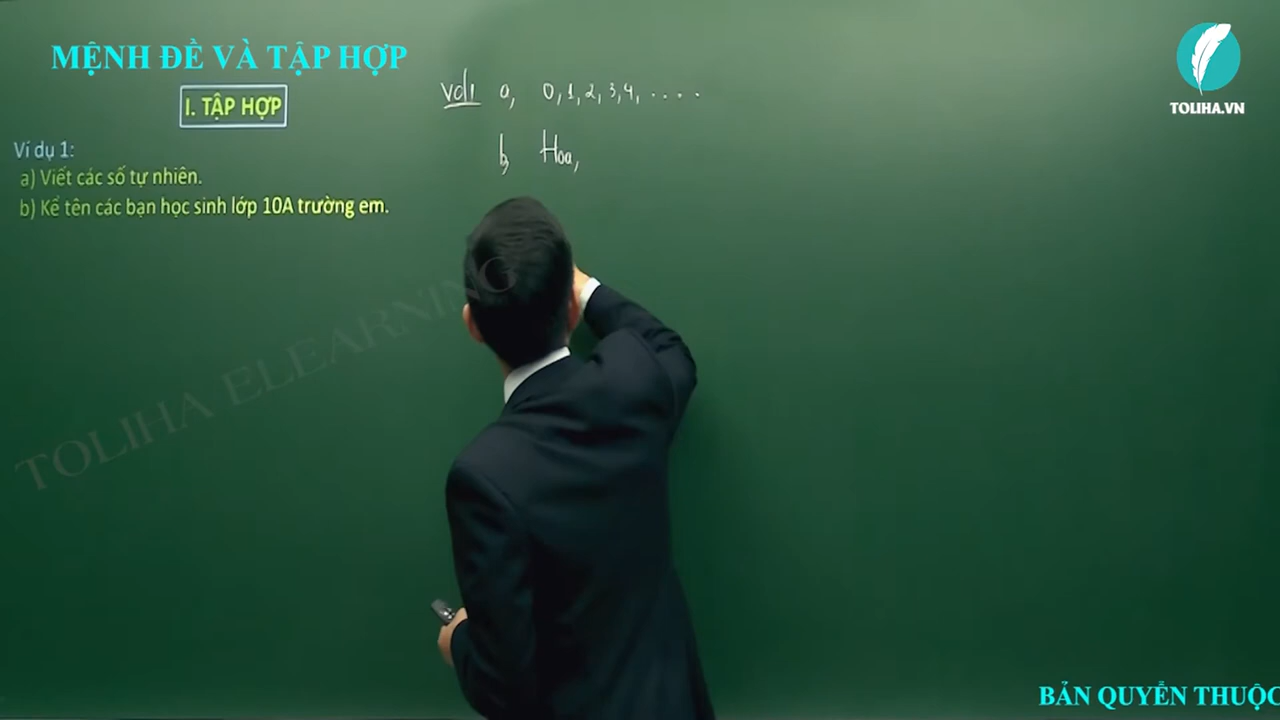 MỆNH ĐỀ VÀ TẬP HỢP
I. TẬP HỢP
Ví dụ 1:
a) Viết các số tự nhiên.
b) Kể tên các bạn học sinh lớp 10A trường em.
Vd1 a, 0, 1, 2, 3, 4, . . . .
b, Hoa,
TOLIHA.VN
TOLIHA ELEARNING
BẢN QUYỀN THUỘC